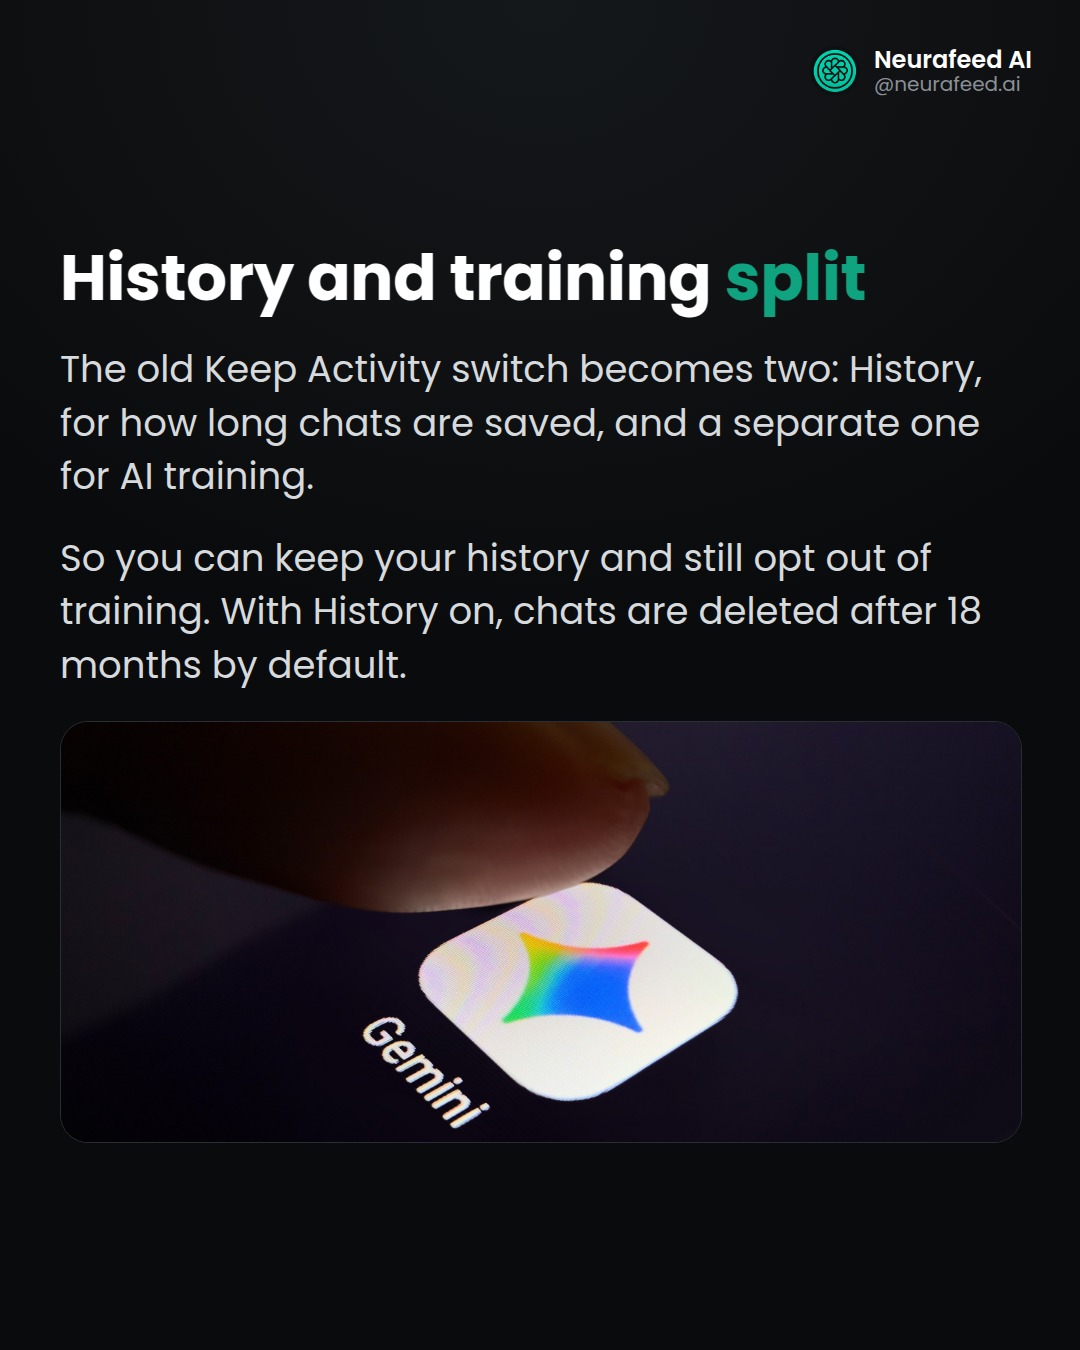 Neurafeed AI
@neurafeed.ai
History and training split
The old Keep Activity switch becomes two: History,
for how long chats are saved, and a separate one
for AI training.
So you can keep your history and still opt out of
training. With History on, chats are deleted after 18
months by default.
Gemini